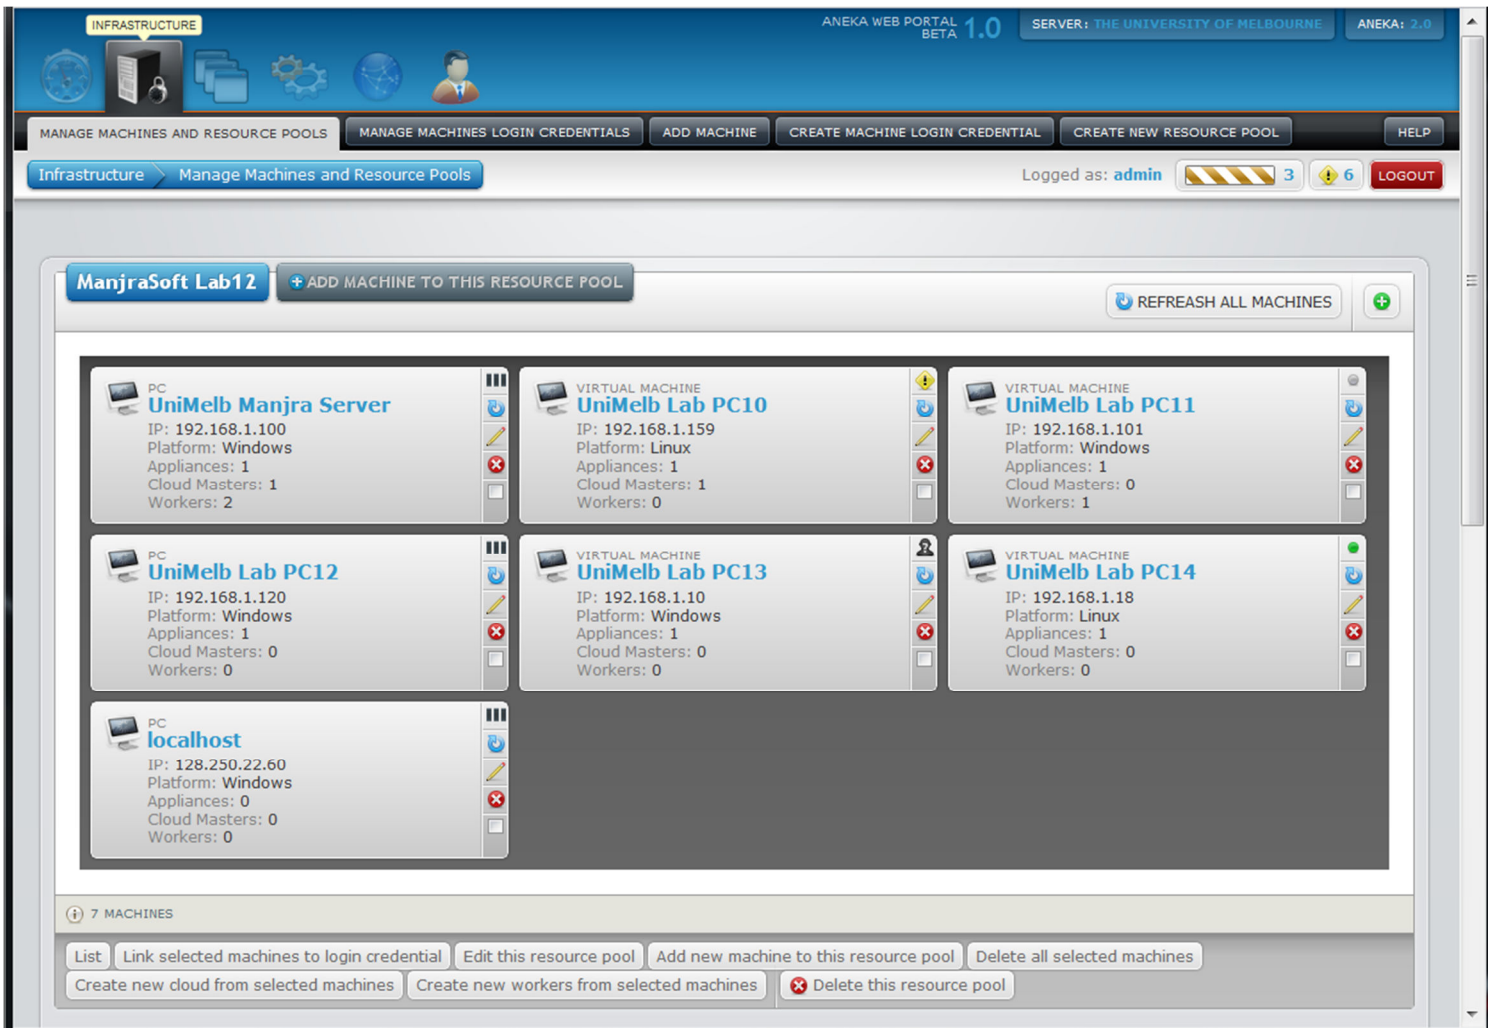 INFRASTRUCTURE
ANEKA WEB PORTAL 1.0
BETA
SERVER: THE UNIVERSITY OF MELBOURNE
ANEKA: 2.0
MANAGE MACHINES AND RESOURCE POOLS
MANAGE MACHINES LOGIN CREDENTIALS
ADD MACHINE
CREATE MACHINE LOGIN CREDENTIAL
CREATE NEW RESOURCE POOL
HELP
Infrastructure
Manage Machines and Resource Pools
Logged as: admin
3
6
LOGOUT
ManjraSoft Lab12
ADD MACHINE TO THIS RESOURCE POOL
REFREASH ALL MACHINES
PC
UniMelb Manjra Server
IP: 192.168.1.100
Platform: Windows
Appliances: 1
Cloud Masters: 1
Workers: 2
VIRTUAL MACHINE
UniMelb Lab PC10
IP: 192.168.1.159
Platform: Linux
Appliances: 1
Cloud Masters: 1
Workers: 0
VIRTUAL MACHINE
UniMelb Lab PC11
IP: 192.168.1.101
Platform: Windows
Appliances: 1
Cloud Masters: 0
Workers: 1
PC
UniMelb Lab PC12
IP: 192.168.1.120
Platform: Windows
Appliances: 1
Cloud Masters: 0
Workers: 0
VIRTUAL MACHINE
UniMelb Lab PC13
IP: 192.168.1.10
Platform: Windows
Appliances: 1
Cloud Masters: 0
Workers: 0
VIRTUAL MACHINE
UniMelb Lab PC14
IP: 192.168.1.18
Platform: Linux
Appliances: 1
Cloud Masters: 0
Workers: 0
PC
localhost
IP: 128.250.22.60
Platform: Windows
Appliances: 0
Cloud Masters: 0
Workers: 0
7 MACHINES
List
Link selected machines to login credential
Edit this resource pool
Add new machine to this resource pool
Delete all selected machines
Create new cloud from selected machines
Create new workers from selected machines
Delete this resource pool